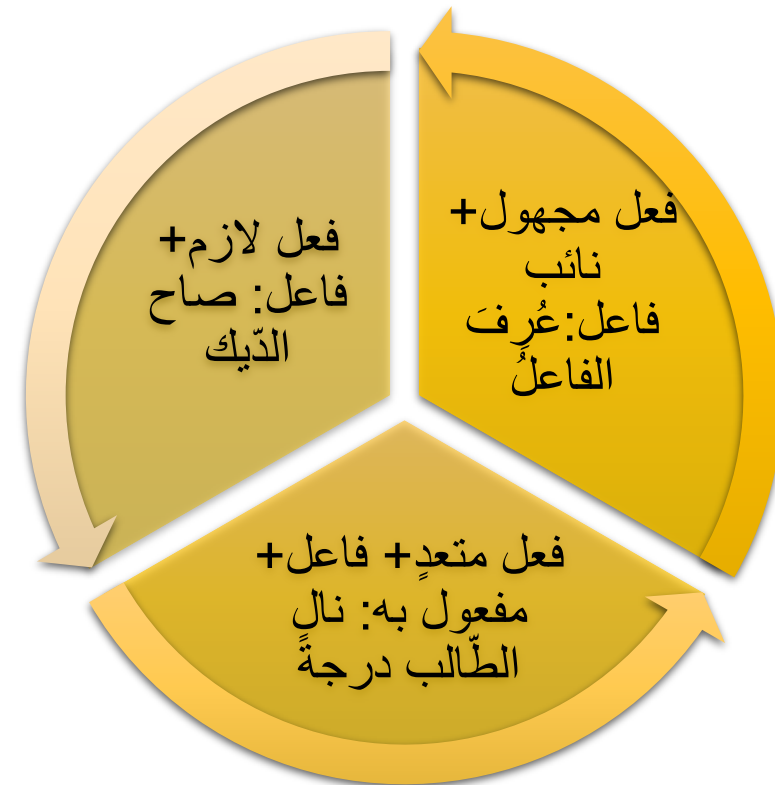 فعل مجهول+
نائب
فاعل:عُرِفَ
الفاعلُ
فعل لازم+
فاعل: صاح
الدّيك
فعل متعدٍ+ فاعل+
مفعول به: نال
الطّالب درجةً